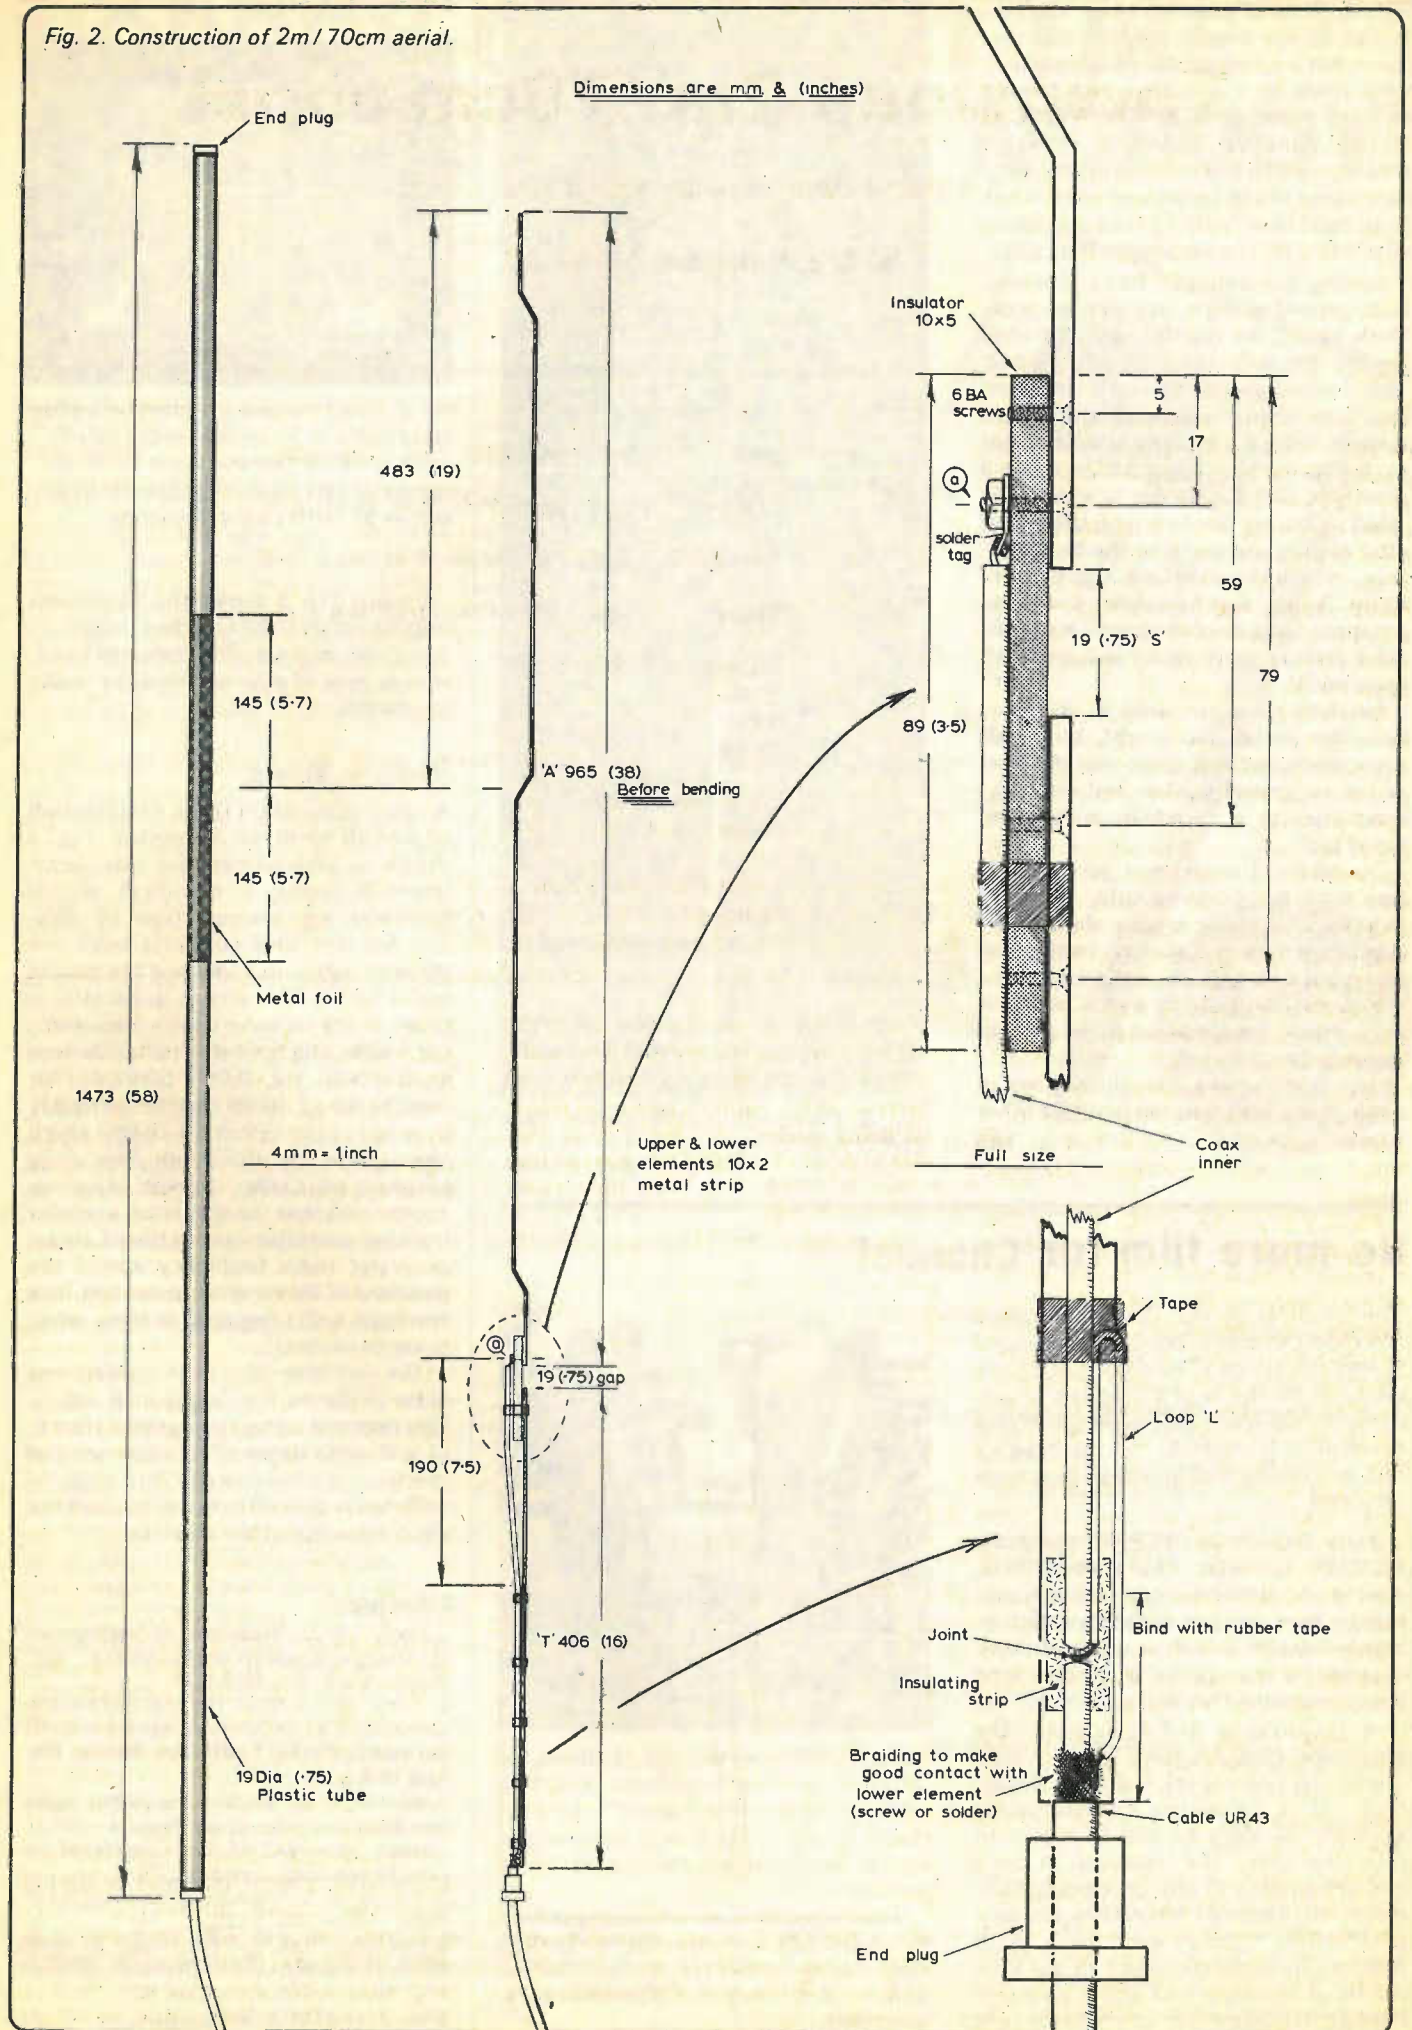 Fig. 2. Construction of 2m / 70cm aerial.
Dimensions are mm & (inches)
End plug
483 (19)
145 (5·7)
145 (5·7)
Metal foil
1473 (58)
4mm = 1inch
19 Dia (·75)
Plastic tube
'A' 965 (38)
Before bending
a
19 (·75) gap
190 (7·5)
'T' 406 (16)
Upper & lower
elements 10x2
metal strip
Insulator
10x5
6 BA
screws
a
solder
tag
5
17
59
79
19 (·75) 'S'
89 (3·5)
Full size
Coax
inner
Tape
Loop 'L'
Bind with rubber tape
Joint
Insulating
strip
Braiding to make
good contact with
lower element
(screw or solder)
Cable UR43
End plug